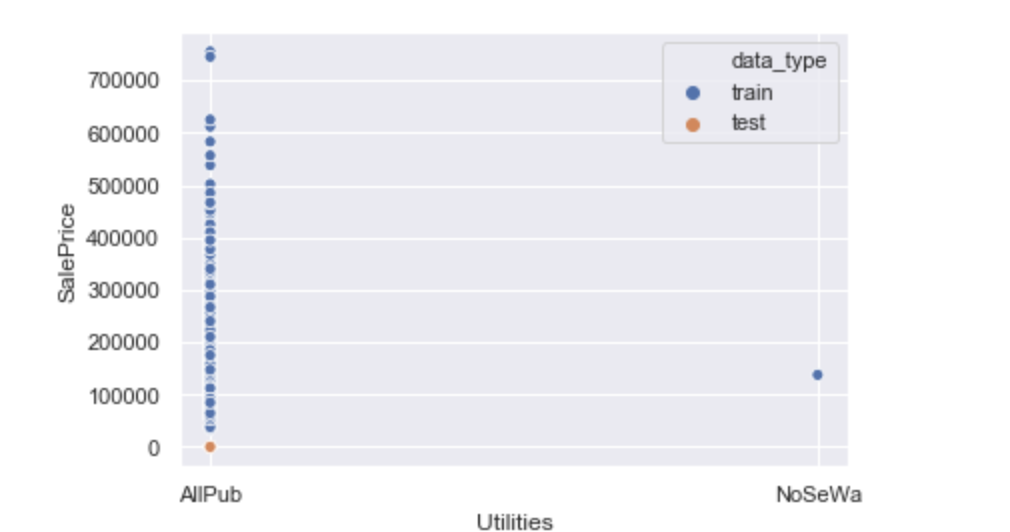 data_type
train
test
SalePrice
700000
600000
500000
400000
300000
200000
100000
0
AllPub
NoSeWa
Utilities